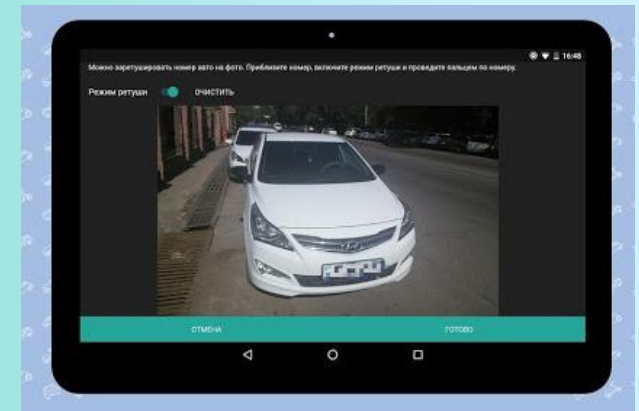 16:48
Можно заретушировать номер авто на фото. Приблизите номер, включите режим ретуши и проведите пальцем по номеру.
Режим ретуши ОЧИСТИТЬ
ОТМЕНА ГОТОВО